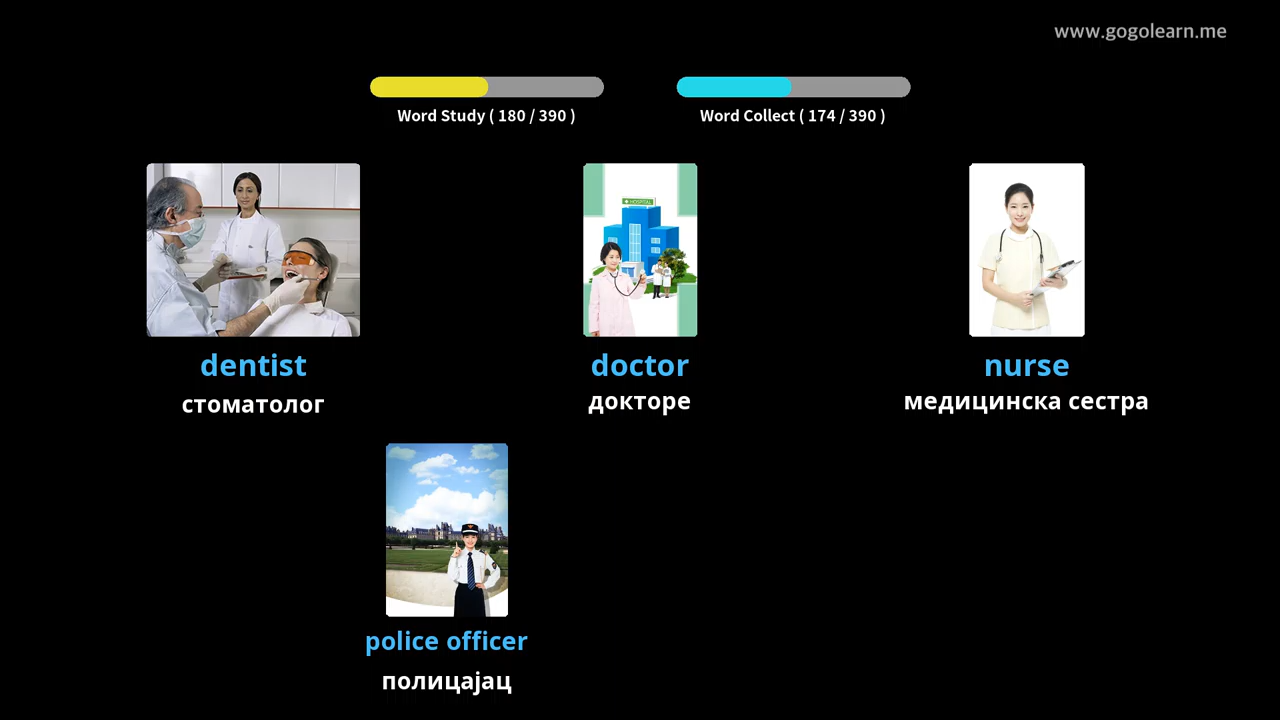 www.gogolearn.me
Word Study ( 180 / 390 )
Word Collect ( 174 / 390 )
HOSPITAL
dentist
doctor
nurse
стоматолог
докторе
медицинска сестра
police officer
полицајац